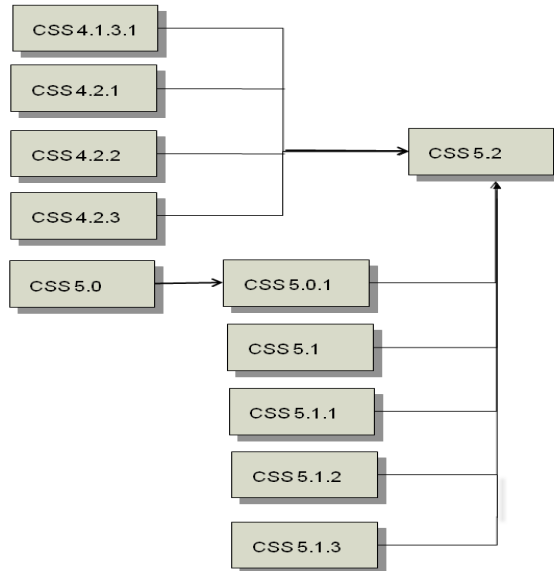 CSS 4.1.3.1
CSS 4.2.1
CSS 4.2.2
CSS 5.2
CSS 4.2.3
CSS 5.0
CSS 5.0.1
CSS 5.1
CSS 5.1.1
CSS 5.1.2
CSS 5.1.3